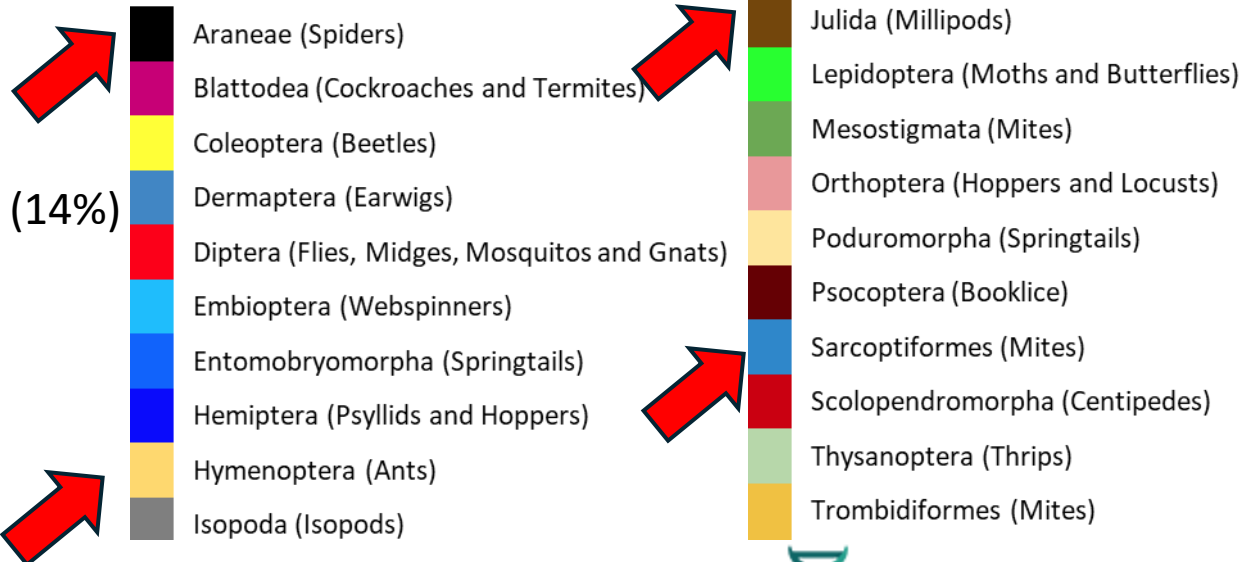 Araneae (Spiders)
Blattodea (Cockroaches and Termites)
Coleoptera (Beetles)
(14%)
Dermaptera (Earwigs)
Diptera (Flies, Midges, Mosquitos and Gnats)
Embioptera (Webspinners)
Entomobryomorpha (Springtails)
Hemiptera (Psyllids and Hoppers)
Hymenoptera (Ants)
Isopoda (Isopods)
Julida (Millipods)
Lepidoptera (Moths and Butterflies)
Mesostigmata (Mites)
Orthoptera (Hoppers and Locusts)
Poduromorpha (Springtails)
Psocoptera (Booklice)
Sarcoptiformes (Mites)
Scolopendromorpha (Centipedes)
Thysanoptera (Thrips)
Trombidiformes (Mites)